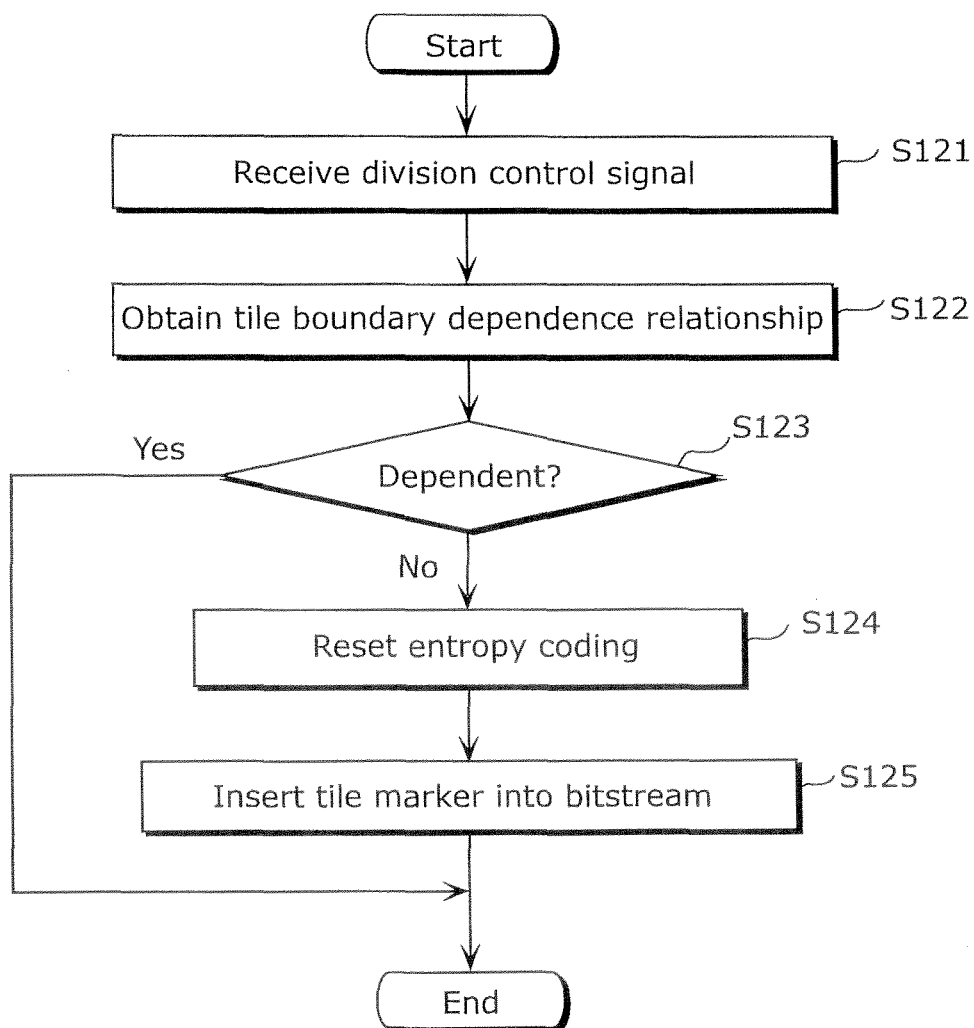 Start
Receive division control signal
S121
Obtain tile boundary dependence relationship
S122
Yes
Dependent?
S123
No
Reset entropy coding
S124
Insert tile marker into bitstream
S125
End